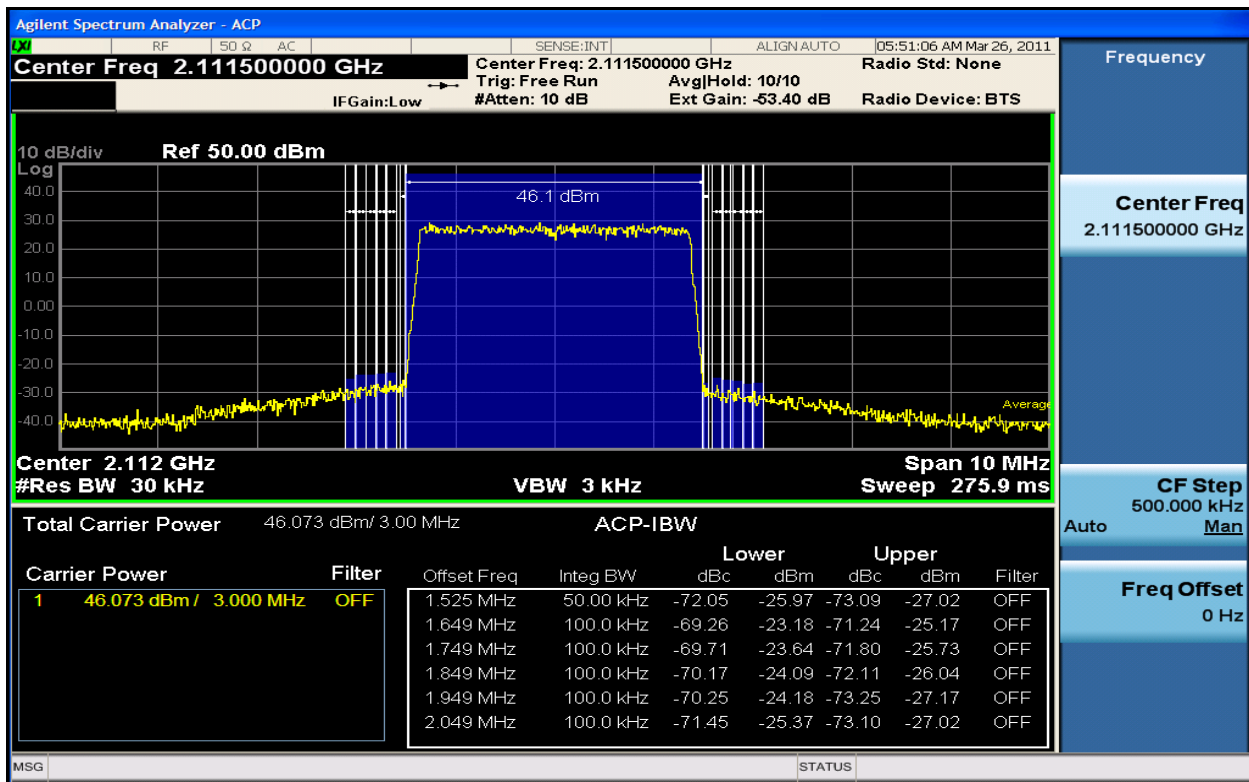 Agilent Spectrum Analyzer - ACP
LXI RF 50 Ω AC SENSE:INT ALIGN AUTO 05:51:06 AM Mar 26, 2011
Center Freq 2.111500000 GHz
Center Freq: 2.111500000 GHz Radio Std: None
Trig: Free Run Avg|Hold: 10/10
IFGain:Low #Atten: 10 dB Ext Gain: -53.40 dB Radio Device: BTS
10 dB/div Ref 50.00 dBm
Log
40.0
30.0
20.0
10.0
0.00
-10.0
-20.0
-30.0
-40.0
46.1 dBm
Average
Center 2.112 GHz Span 10 MHz
#Res BW 30 kHz VBW 3 kHz Sweep 275.9 ms
Total Carrier Power 46.073 dBm/ 3.00 MHz ACP-IBW
Lower Upper
Carrier Power Filter Offset Freq Integ BW dBc dBm dBc dBm Filter
1 46.073 dBm / 3.000 MHz OFF 1.525 MHz 50.00 kHz -72.05 -25.97 -73.09 -27.02 OFF
1.649 MHz 100.0 kHz -69.26 -23.18 -71.24 -25.17 OFF
1.749 MHz 100.0 kHz -69.71 -23.64 -71.80 -25.73 OFF
1.849 MHz 100.0 kHz -70.17 -24.09 -72.11 -26.04 OFF
1.949 MHz 100.0 kHz -70.25 -24.18 -73.25 -27.17 OFF
2.049 MHz 100.0 kHz -71.45 -25.37 -73.10 -27.02 OFF
MSG STATUS
Frequency
Center Freq
2.111500000 GHz
CF Step
500.000 kHz
Auto Man
Freq Offset
0 Hz